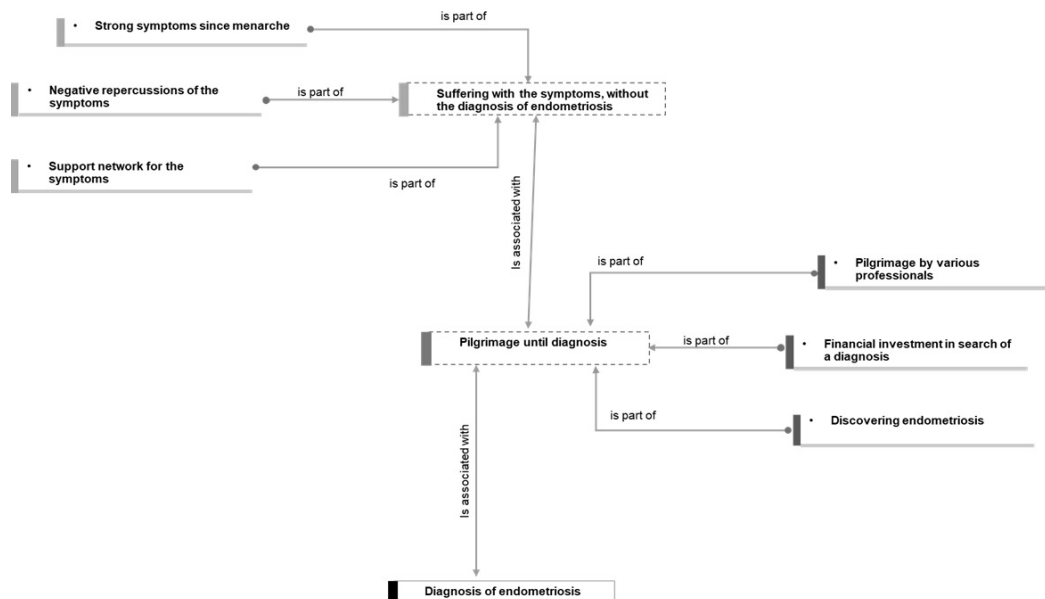 is part of
• Strong symptoms since menarche
• Negative repercussions of the
symptoms
is part of
Suffering with the symptoms, without
the diagnosis of endometriosis
• Support network for the
symptoms
is part of
Is associated with
is part of
• Pilgrimage by various
professionals
Pilgrimage until diagnosis
is part of
• Financial investment in search of
a diagnosis
is part of
• Discovering endometriosis
Is associated with
Diagnosis of endometriosis